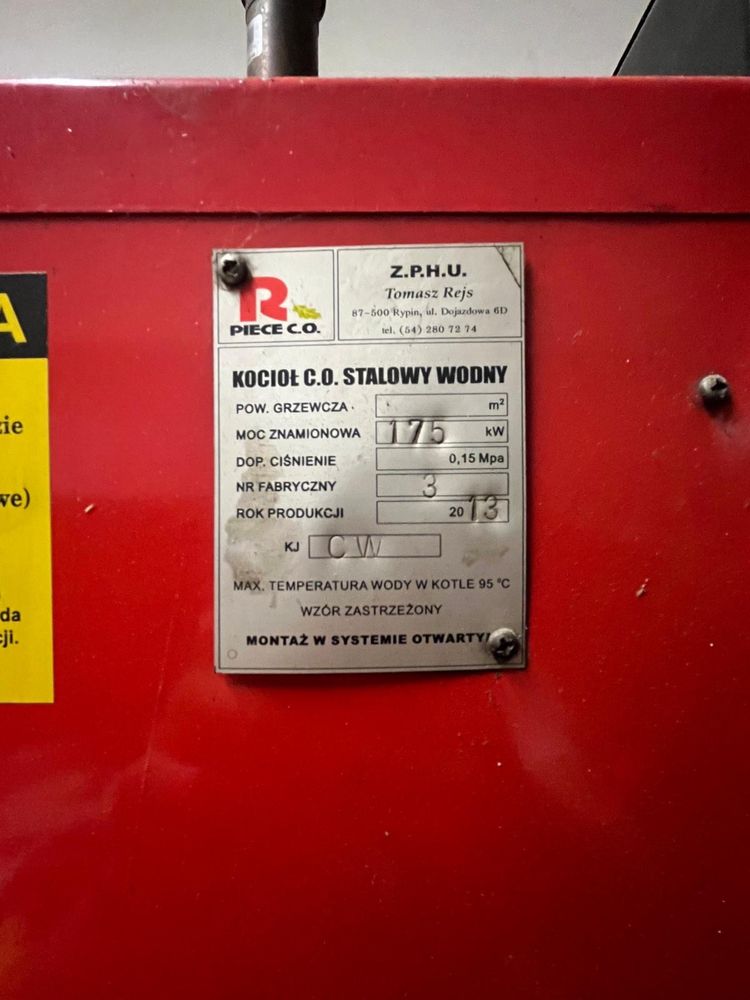 A
zie
we)
da
cji.
R
PIECE C.O.
Z.P.H.U.
Tomasz Rejs
87-500 Rypin, ul. Dojazdowa 6D
tel. (54) 280 72 74
KOCIOŁ C.O. STALOWY WODNY
POW. GRZEWCZA m²
MOC ZNAMIONOWA 175 kW
DOP. CIŚNIENIE 0,15 Mpa
NR FABRYCZNY 3
ROK PRODUKCJI 2013
KJ CW
MAX. TEMPERATURA WODY W KOTLE 95 °C
WZÓR ZASTRZEŻONY
MONTAŻ W SYSTEMIE OTWARTY